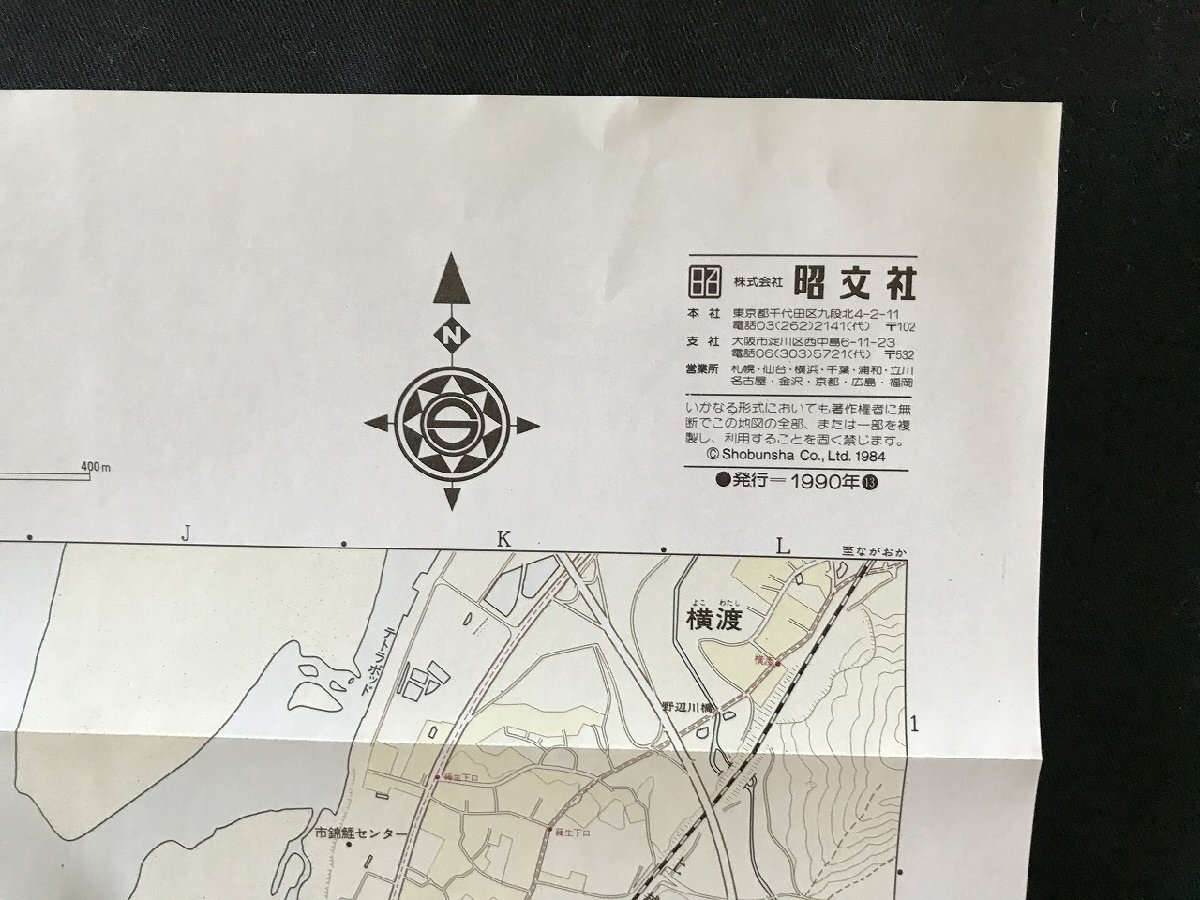 昭 株式会社 昭文社
本 社 東京都千代田区九段北4-2-11
電話03(262)2141(代) 〒102
支 社 大阪市淀川区西中島6-11-23
電話06(303)5721(代) 〒532
営業所 札幌・仙台・横浜・千葉・浦和・立川
名古屋・金沢・京都・広島・福岡
いかなる形式においても著作権者に無
断でこの地図の全部、または一部を複
製し、利用することを固く禁じます。
© Shobunsha Co., Ltd. 1984
●発行=1990年⓭
N
400m
J
K
L
至ながおか
よこ わたし
横渡
横渡
テトラポッド
野辺川橋
1
市錦鯉センター